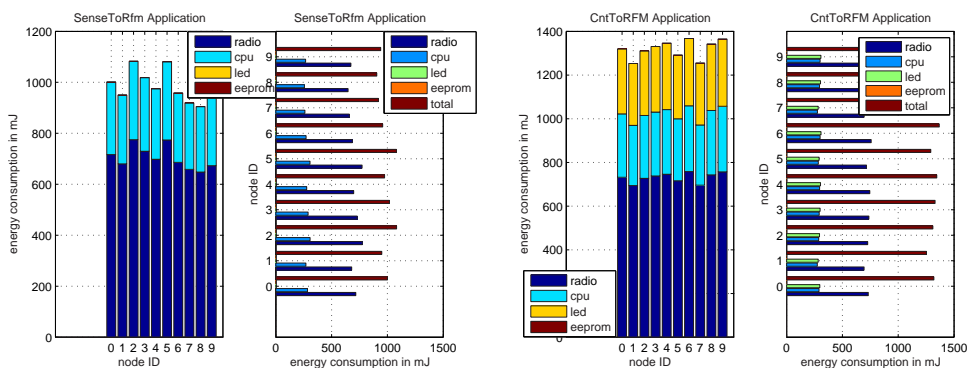 SenseToRfm Application
SenseToRfm Application
CntToRFM Application
CntToRFM Application
1200
1000
800
600
400
200
0
energy consumption in mJ
0 1 2 3 4 5 6 7 8 9
node ID
radio
cpu
led
eeprom
9
8
7
6
5
4
3
2
1
0
node ID
0 500 1000 1500
energy consumption in mJ
radio
cpu
led
eeprom
total
1400
1200
1000
800
600
400
0
energy consumption in mJ
0 1 2 3 4 5 6 7 8 9
node ID
radio
cpu
led
eeprom
9
8
7
6
5
4
3
2
1
0
node ID
0 500 1000 1500
energy consumption in mJ
radio
cpu
led
eeprom
total